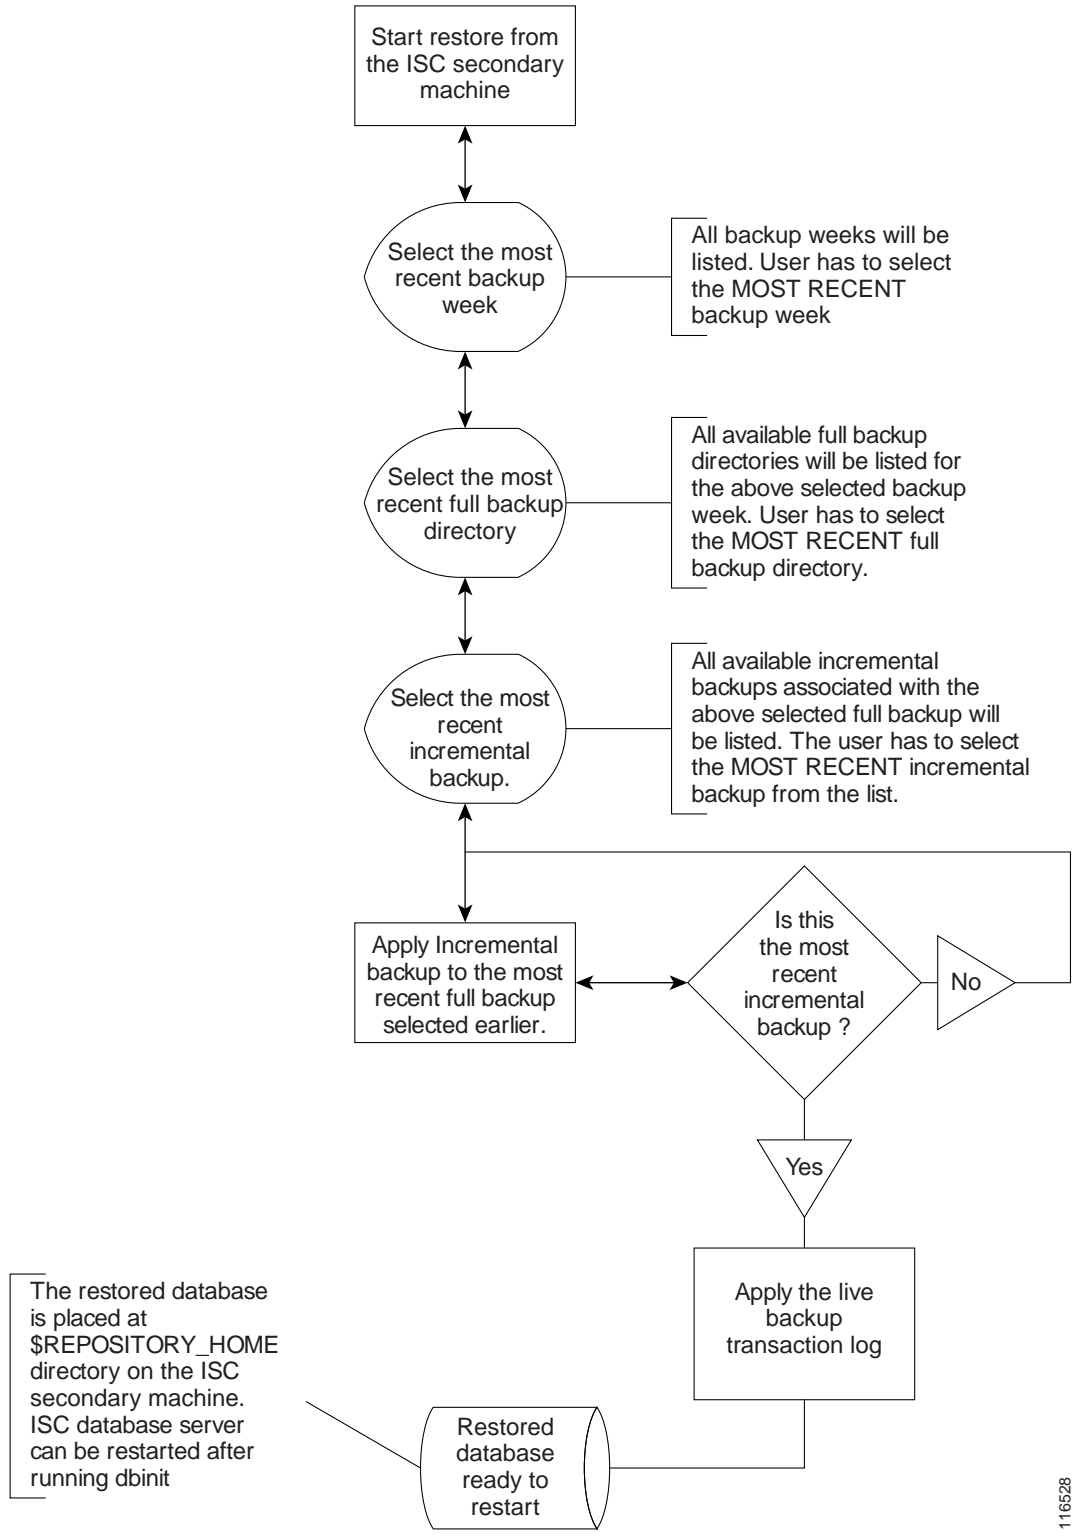 Start restore from
the ISC secondary
machine
Select the most
recent backup
week
All backup weeks will be
listed. User has to select
the MOST RECENT
backup week
Select the most
recent full backup
directory
All available full backup
directories will be listed for
the above selected backup
week. User has to select
the MOST RECENT full
backup directory.
Select the most
recent
incremental
backup.
All available incremental
backups associated with the
above selected full backup will
be listed. The user has to select
the MOST RECENT incremental
backup from the list.
Apply Incremental
backup to the most
recent full backup
selected earlier.
Is this
the most
recent
incremental
backup ?
No
Yes
Apply the live
backup
transaction log
The restored database
is placed at
$REPOSITORY_HOME
directory on the ISC
secondary machine.
ISC database server
can be restarted after
running dbinit
Restored
database
ready to
restart
116528